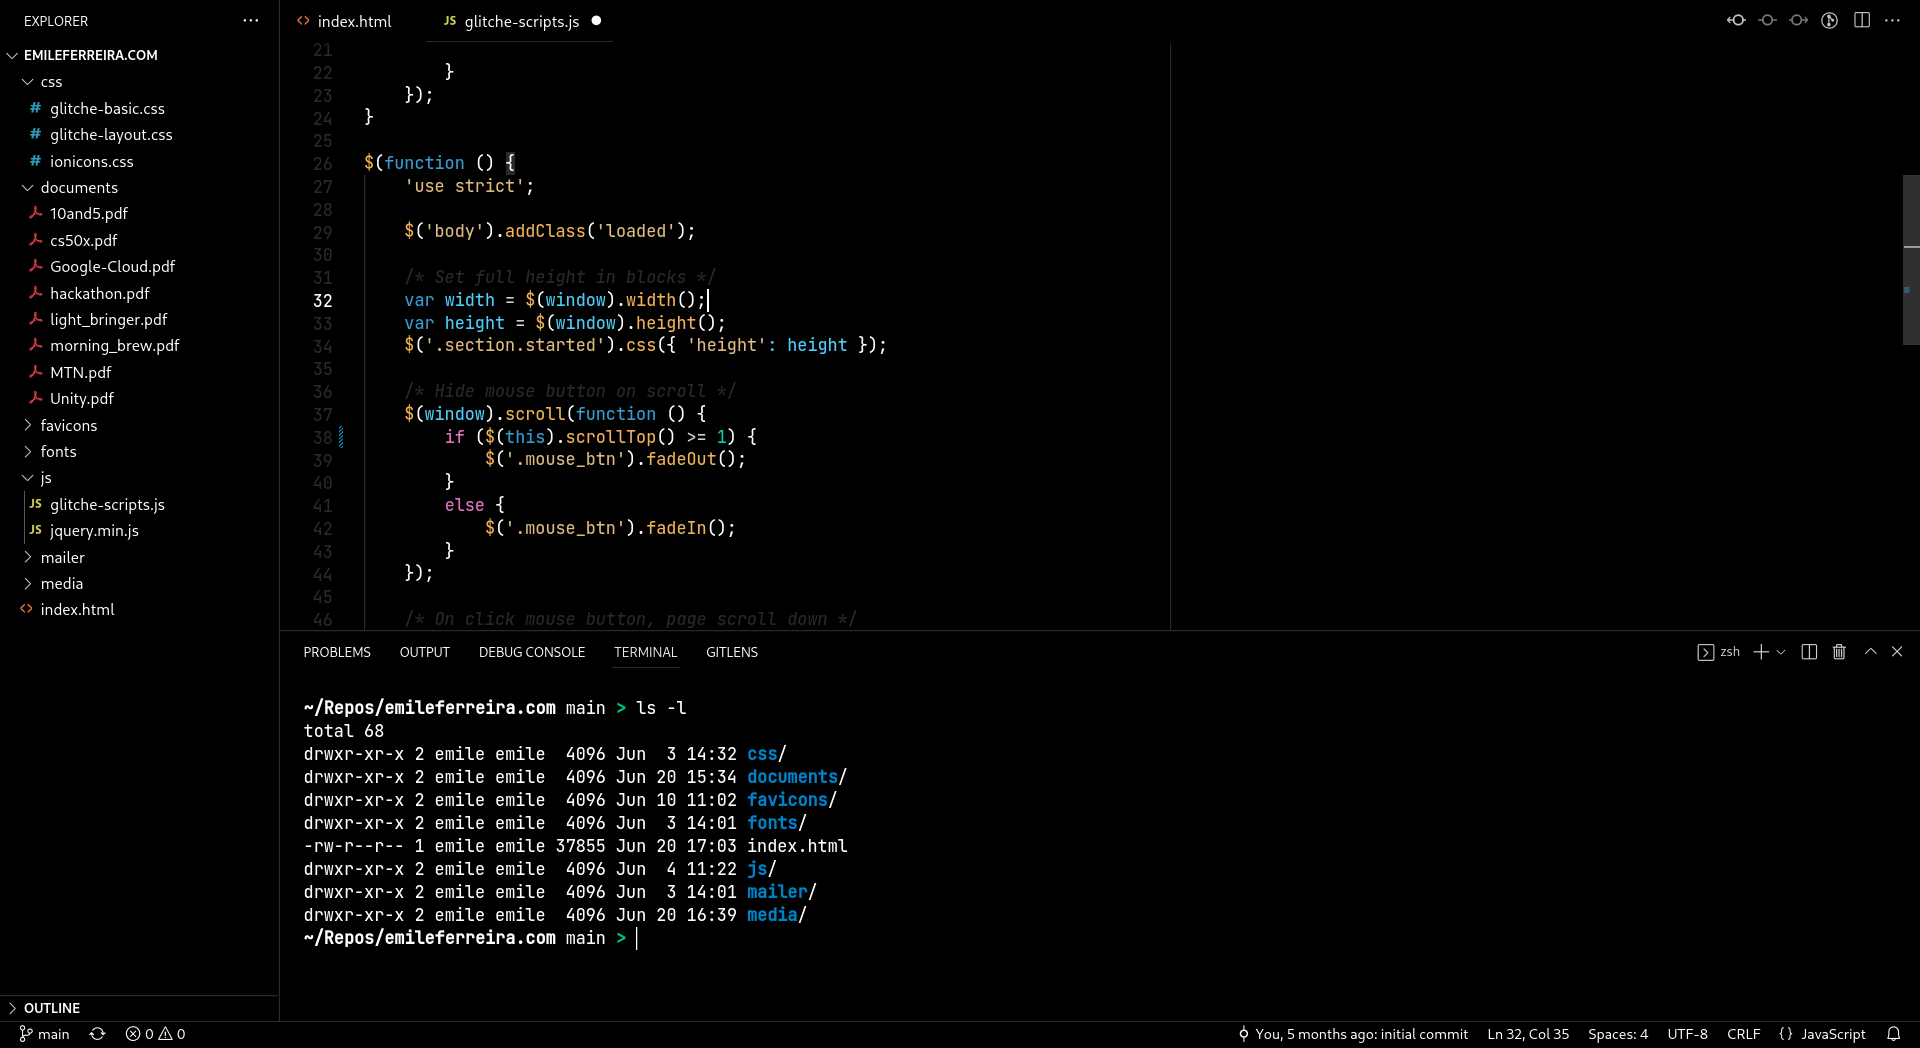 EXPLORER
EMILEFERREIRA.COM
css
# glitche-basic.css
# glitche-layout.css
# ionicons.css
documents
10and5.pdf
cs50x.pdf
Google-Cloud.pdf
hackathon.pdf
light_bringer.pdf
morning_brew.pdf
MTN.pdf
Unity.pdf
favicons
fonts
js
JS glitche-scripts.js
JS jquery.min.js
mailer
media
<> index.html
OUTLINE
<> index.html
JS glitche-scripts.js
21
22         }
23     });
24 }
25
26 $(function () {
27     'use strict';
28
29     $('body').addClass('loaded');
30
31     /* Set full height in blocks */
32     var width = $(window).width();
33     var height = $(window).height();
34     $('.section.started').css({ 'height': height });
35
36     /* Hide mouse button on scroll */
37     $(window).scroll(function () {
38         if ($(this).scrollTop() >= 1) {
39             $('.mouse_btn').fadeOut();
40         }
41         else {
42             $('.mouse_btn').fadeIn();
43         }
44     });
45
46     /* On click mouse button, page scroll down */
PROBLEMS OUTPUT DEBUG CONSOLE TERMINAL GITLENS
zsh
~/Repos/emileferreira.com main > ls -l
total 68
drwxr-xr-x 2 emile emile  4096 Jun  3 14:32 css/
drwxr-xr-x 2 emile emile  4096 Jun 20 15:34 documents/
drwxr-xr-x 2 emile emile  4096 Jun 10 11:02 favicons/
drwxr-xr-x 2 emile emile  4096 Jun  3 14:01 fonts/
-rw-r--r-- 1 emile emile 37855 Jun 20 17:03 index.html
drwxr-xr-x 2 emile emile  4096 Jun  4 11:22 js/
drwxr-xr-x 2 emile emile  4096 Jun  3 14:01 mailer/
drwxr-xr-x 2 emile emile  4096 Jun 20 16:39 media/
~/Repos/emileferreira.com main >
main 0 0 You, 5 months ago: initial commit Ln 32, Col 35 Spaces: 4 UTF-8 CRLF {} JavaScript